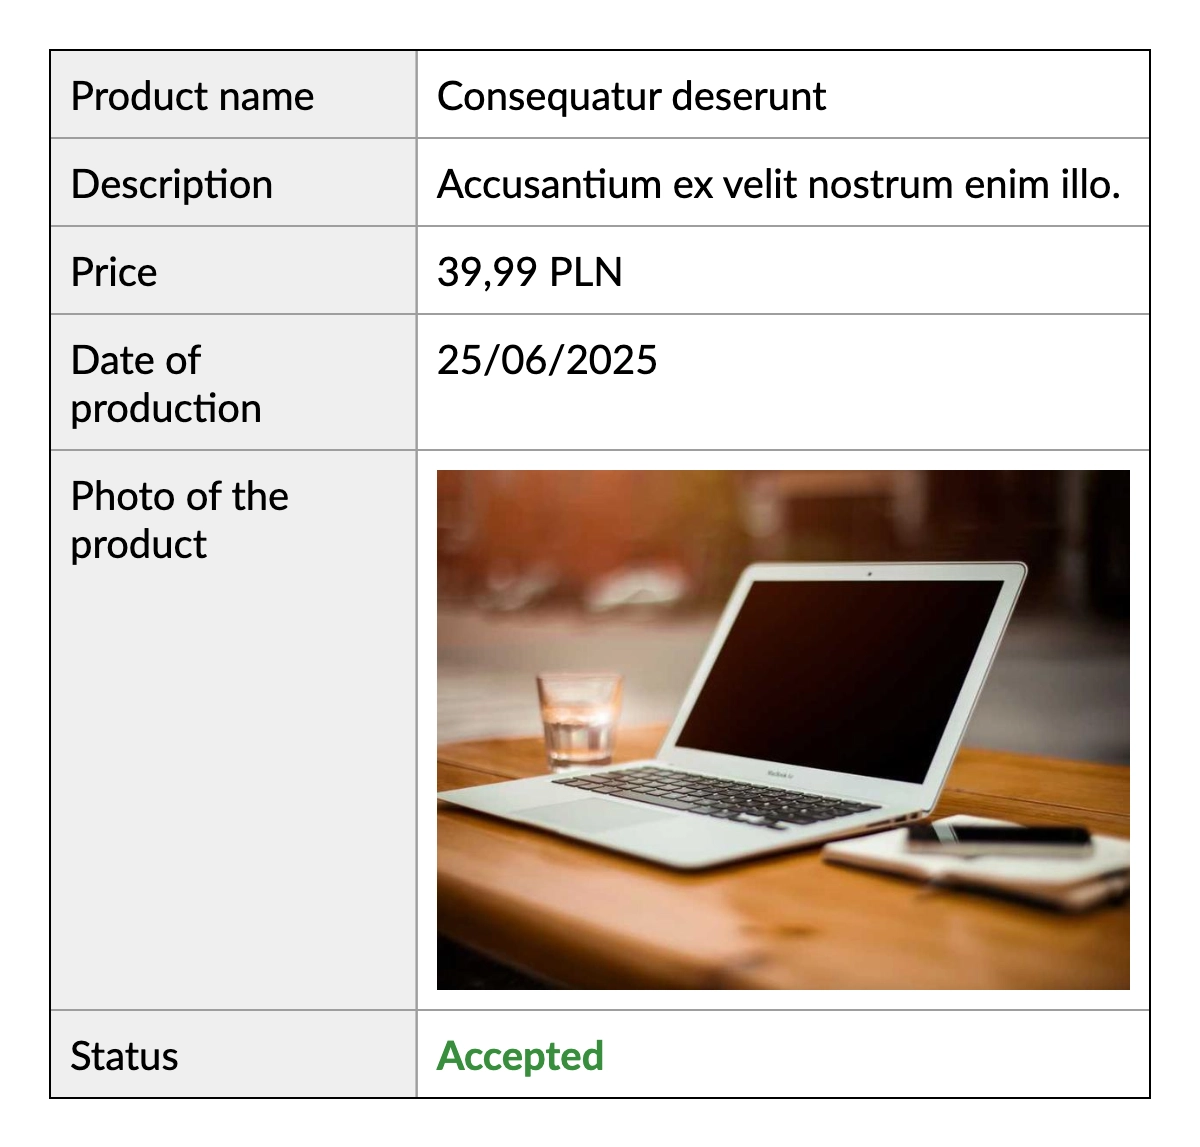 Product name
Consequatur deserunt
Description
Accusantium ex velit nostrum enim illo.
Price
39,99 PLN
Date of
production
25/06/2025
Photo of the
product
Status
Accepted